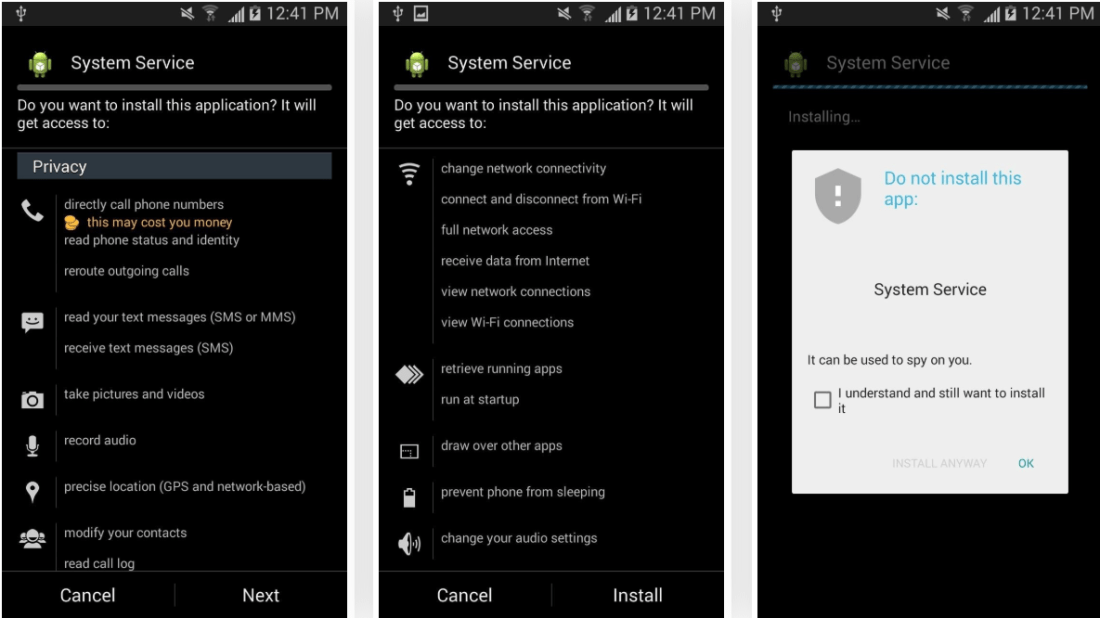 12:41 PM
System Service
Do you want to install this application? It will
get access to:
Privacy
directly call phone numbers
this may cost you money
read phone status and identity
reroute outgoing calls
read your text messages (SMS or MMS)
receive text messages (SMS)
take pictures and videos
record audio
precise location (GPS and network-based)
modify your contacts
read call log
Cancel
Next
12:41 PM
System Service
Do you want to install this application? It will
get access to:
change network connectivity
connect and disconnect from Wi-Fi
full network access
receive data from Internet
view network connections
view Wi-Fi connections
retrieve running apps
run at startup
draw over other apps
prevent phone from sleeping
change your audio settings
Cancel
Install
12:41 PM
System Service
Installing...
Do not install this
app:
System Service
It can be used to spy on you.
I understand and still want to install
it
INSTALL ANYWAY
OK